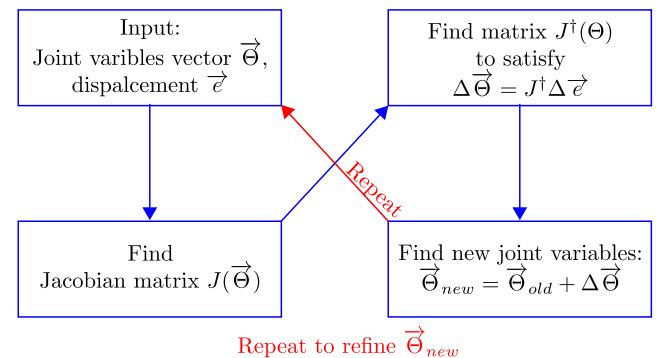 Input:
Joint varibles vector $\overrightarrow{\Theta}$,
dispalcement $\overrightarrow{e}$
Find
Jacobian matrix $J(\overrightarrow{\Theta})$
Find matrix $J^{\dagger}(\Theta)$
to satisfy
$\Delta\overrightarrow{\Theta} = J^{\dagger}\Delta\overrightarrow{e}$
Find new joint variables:
$\overrightarrow{\Theta}_{new} = \overrightarrow{\Theta}_{old} + \Delta\overrightarrow{\Theta}$
Repeat
Repeat to refine $\overrightarrow{\Theta}_{new}$